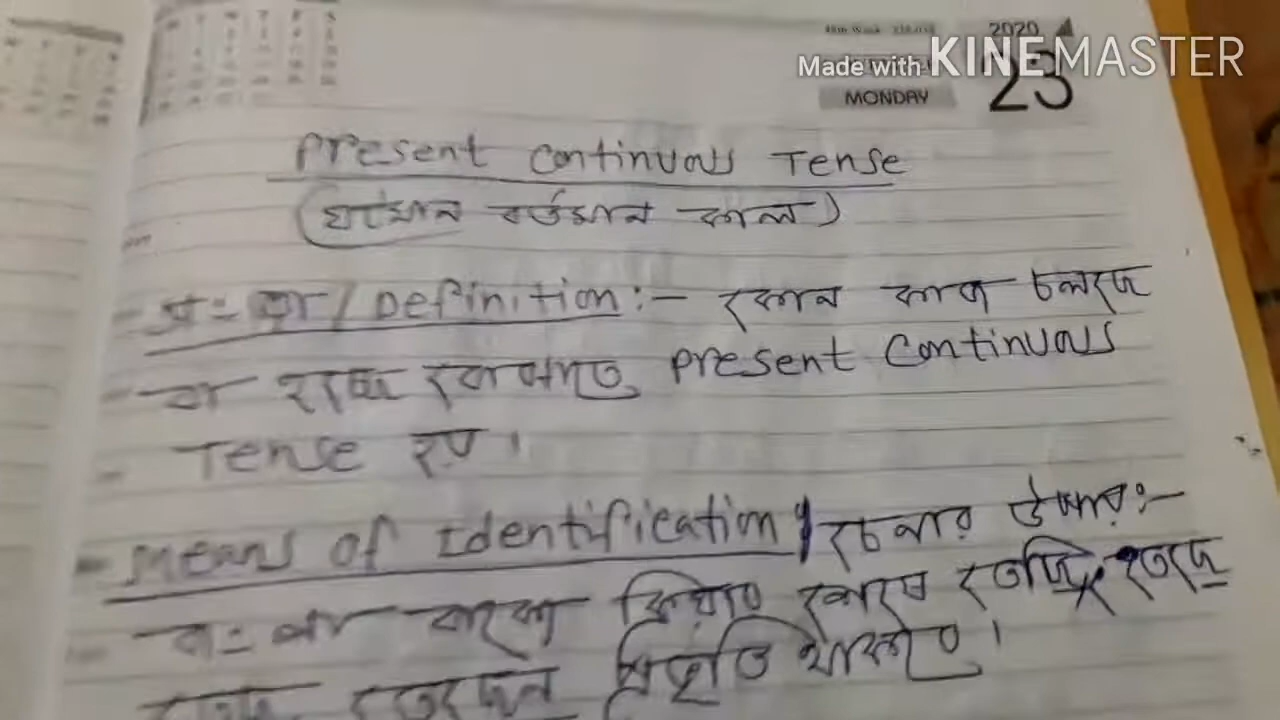 2020
Made with KINEMASTER
23
MONDAY
Present Continuous Tense
(ঘটমান বর্তমান কাল)
সংজ্ঞা / Definition :- কোন কাজ চলছে
বা হচ্ছে বোঝাতে Present Continuous
Tense হয়।
Means of Identification / চেনার উপায় :-
বাংলা বাক্যে ক্রিয়ার শেষে তেছি, তেছ
তেছে, তেছেন প্রভৃতি থাকবে।